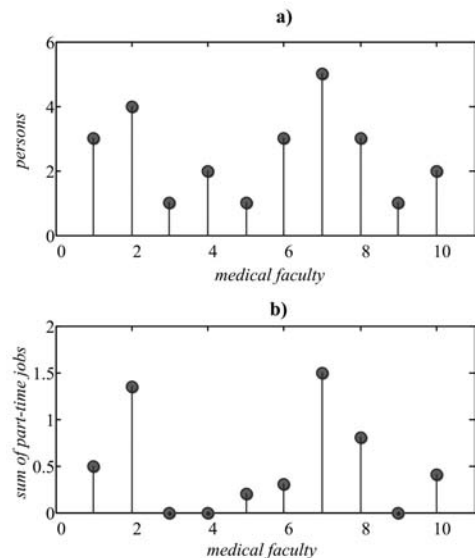 a)
6
4
2
0
persons
0 2 4 6 8 10
medical faculty
b)
2
1.5
1
0.5
0
sum of part-time jobs
0 2 4 6 8 10
medical faculty